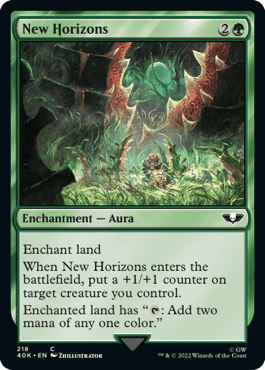 New Horizons 2
Enchantment — Aura
Enchant land
When New Horizons enters the
battlefield, put a +1/+1 counter on
target creature you control.
Enchanted land has “: Add two
mana of any one color.”
218 C
40K • EN ZHILLUSTRATOR
© GW
™ & © 2022 Wizards of the Coast